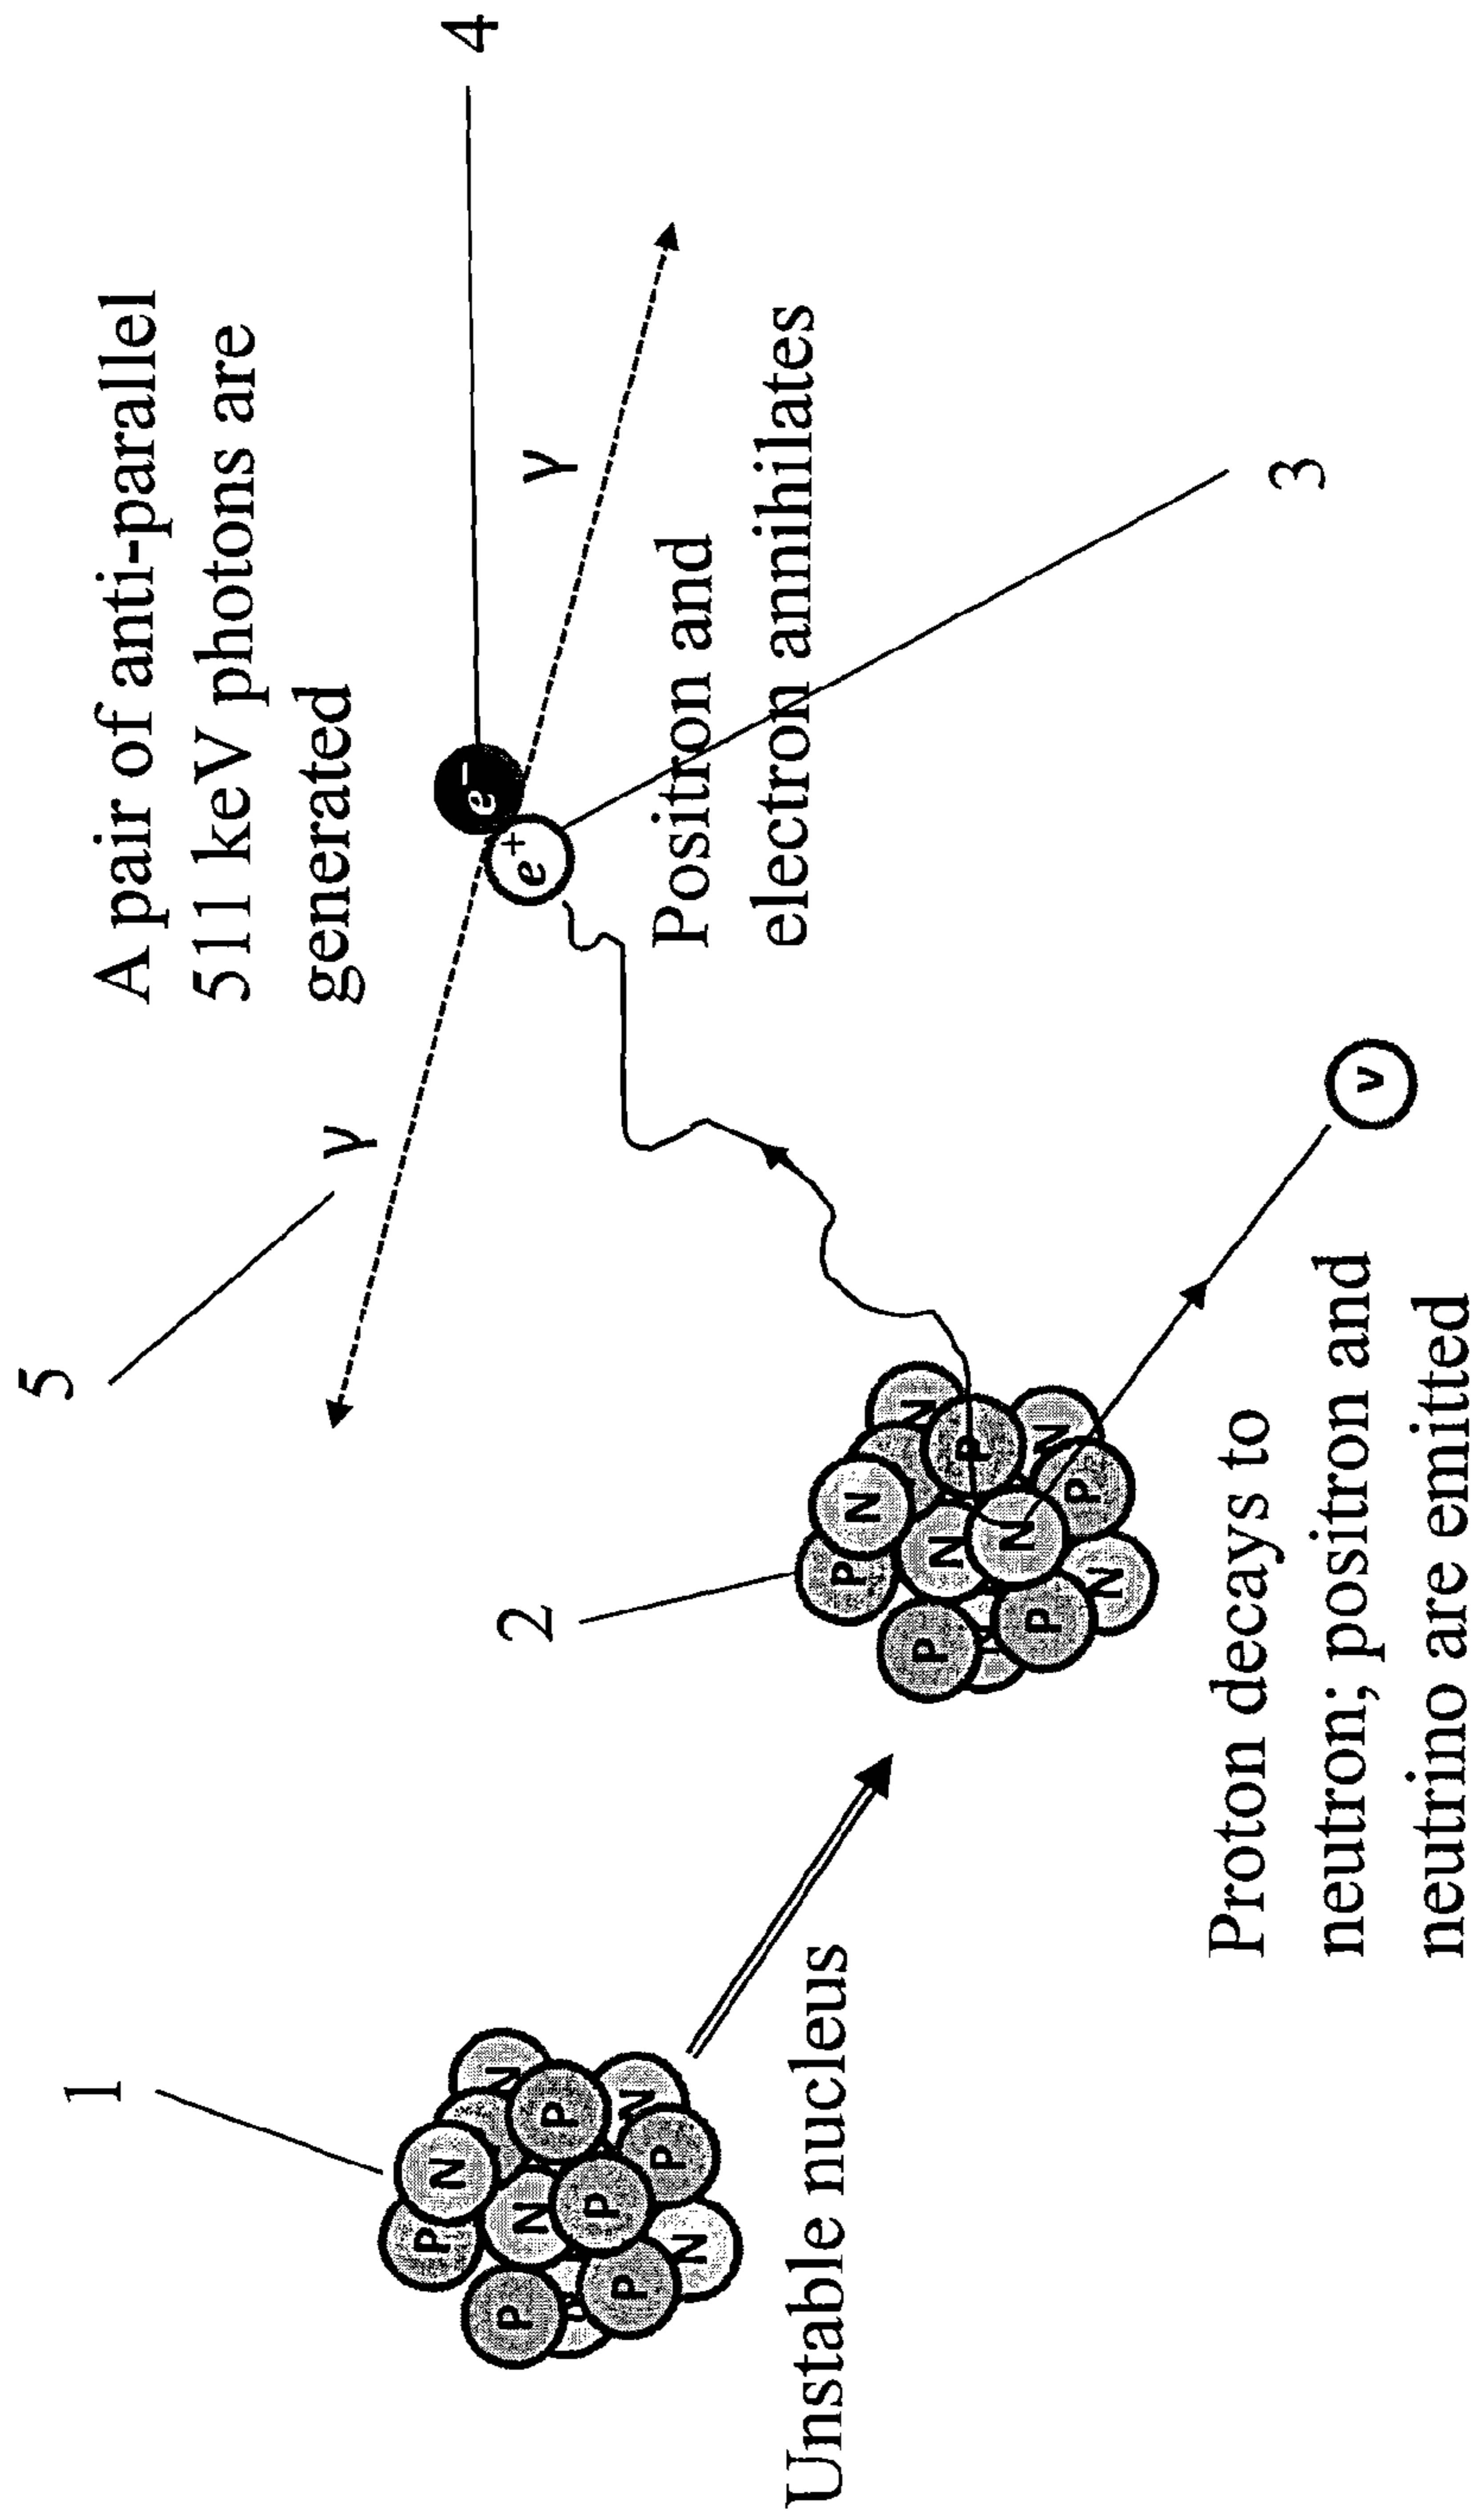 1
Unstable nucleus
P
N
N
N
P
P
P
P
N
P
N
2
Proton decays to
neutron; positron and
neutrino are emitted
P
N
N
N
P
N
P
P
N
P
N
ν
5
γ
A pair of anti-parallel
511 keV photons are
generated
e−
e+
γ
Positron and
electron annihilates
3
4